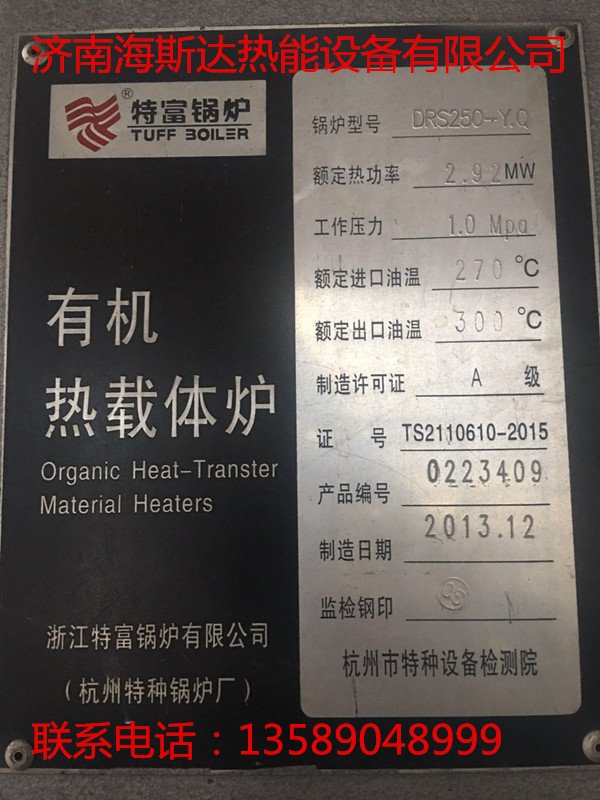 济南海斯达热能设备有限公司
®
特富锅炉
TUFF BOILER
有机
热载体炉
Organic Heat-Transter
Material Heaters
浙江特富锅炉有限公司
(杭州特种锅炉厂)
锅炉型号 DRS250-Y.Q
额定热功率 2.92MW
工作压力 1.0 Mpa
额定进口油温 270 °C
额定出口油温 300 °C
制造许可证 A 级
证 号 TS2110610-2015
产品编号 0223409
制造日期 2013.12
监检钢印
杭州市特种设备检测院
联系电话：13589048999